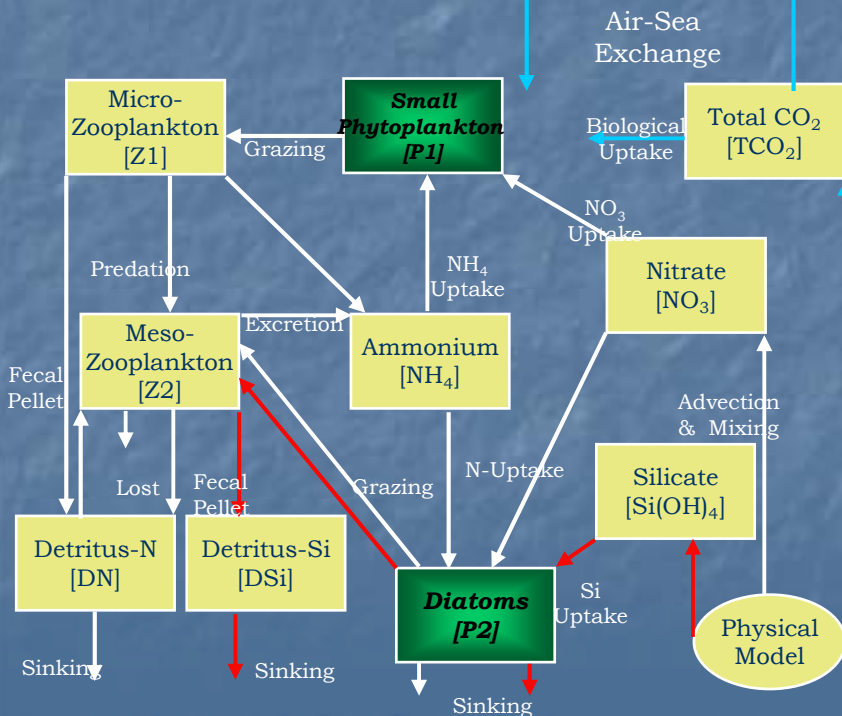 Air-Sea
Exchange
Micro-
Zooplankton
[Z1]
Small
Phytoplankton
[P1]
Grazing
Biological
Uptake
Total CO₂
[TCO₂]
NO₃
Uptake
Predation
NH₄
Uptake
Nitrate
[NO₃]
Excretion
Meso-
Zooplankton
[Z2]
Ammonium
[NH₄]
Fecal
Pellet
Advection
& Mixing
Lost
Fecal
Pellet
Grazing
N-Uptake
Silicate
[Si(OH)₄]
Detritus-N
[DN]
Detritus-Si
[DSi]
Diatoms
[P2]
Si
Uptake
Physical
Model
Sinking
Sinking
Sinking